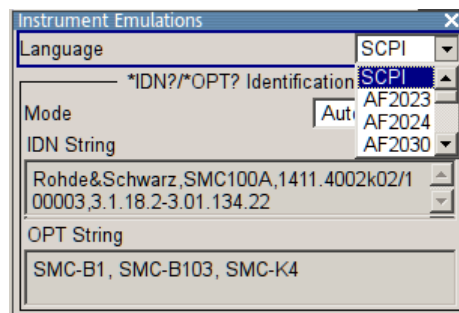 Instrument Emulations
Language SCPI
*IDN?/*OPT? Identification SCPI
AF2023
Mode Aut AF2024
IDN String AF2030
Rohde&Schwarz,SMC100A,1411.4002k02/1
00003,3.1.18.2-3.01.134.22
OPT String
SMC-B1, SMC-B103, SMC-K4